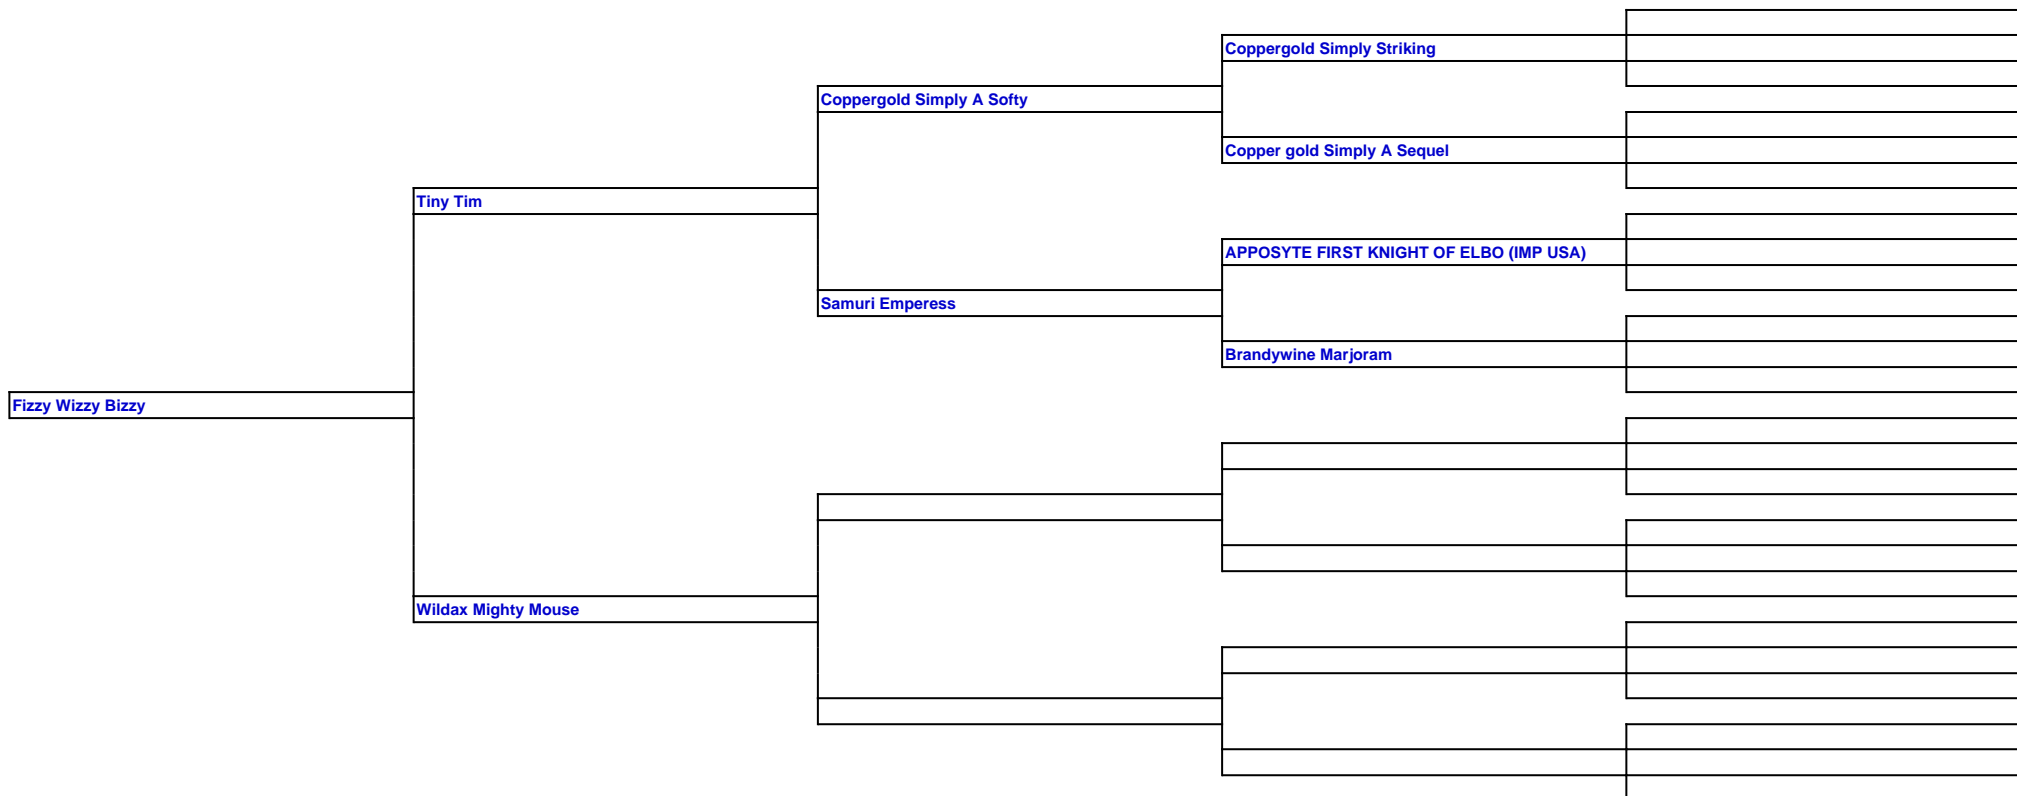 Coppergold Simply Striking
Coppergold Simply A Softy
Copper gold Simply A Sequel
Tiny Tim
APPOSYTE FIRST KNIGHT OF ELBO (IMP USA)
Samuri Emperess
Brandywine Marjoram
Fizzy Wizzy Bizzy
Wildax Mighty Mouse